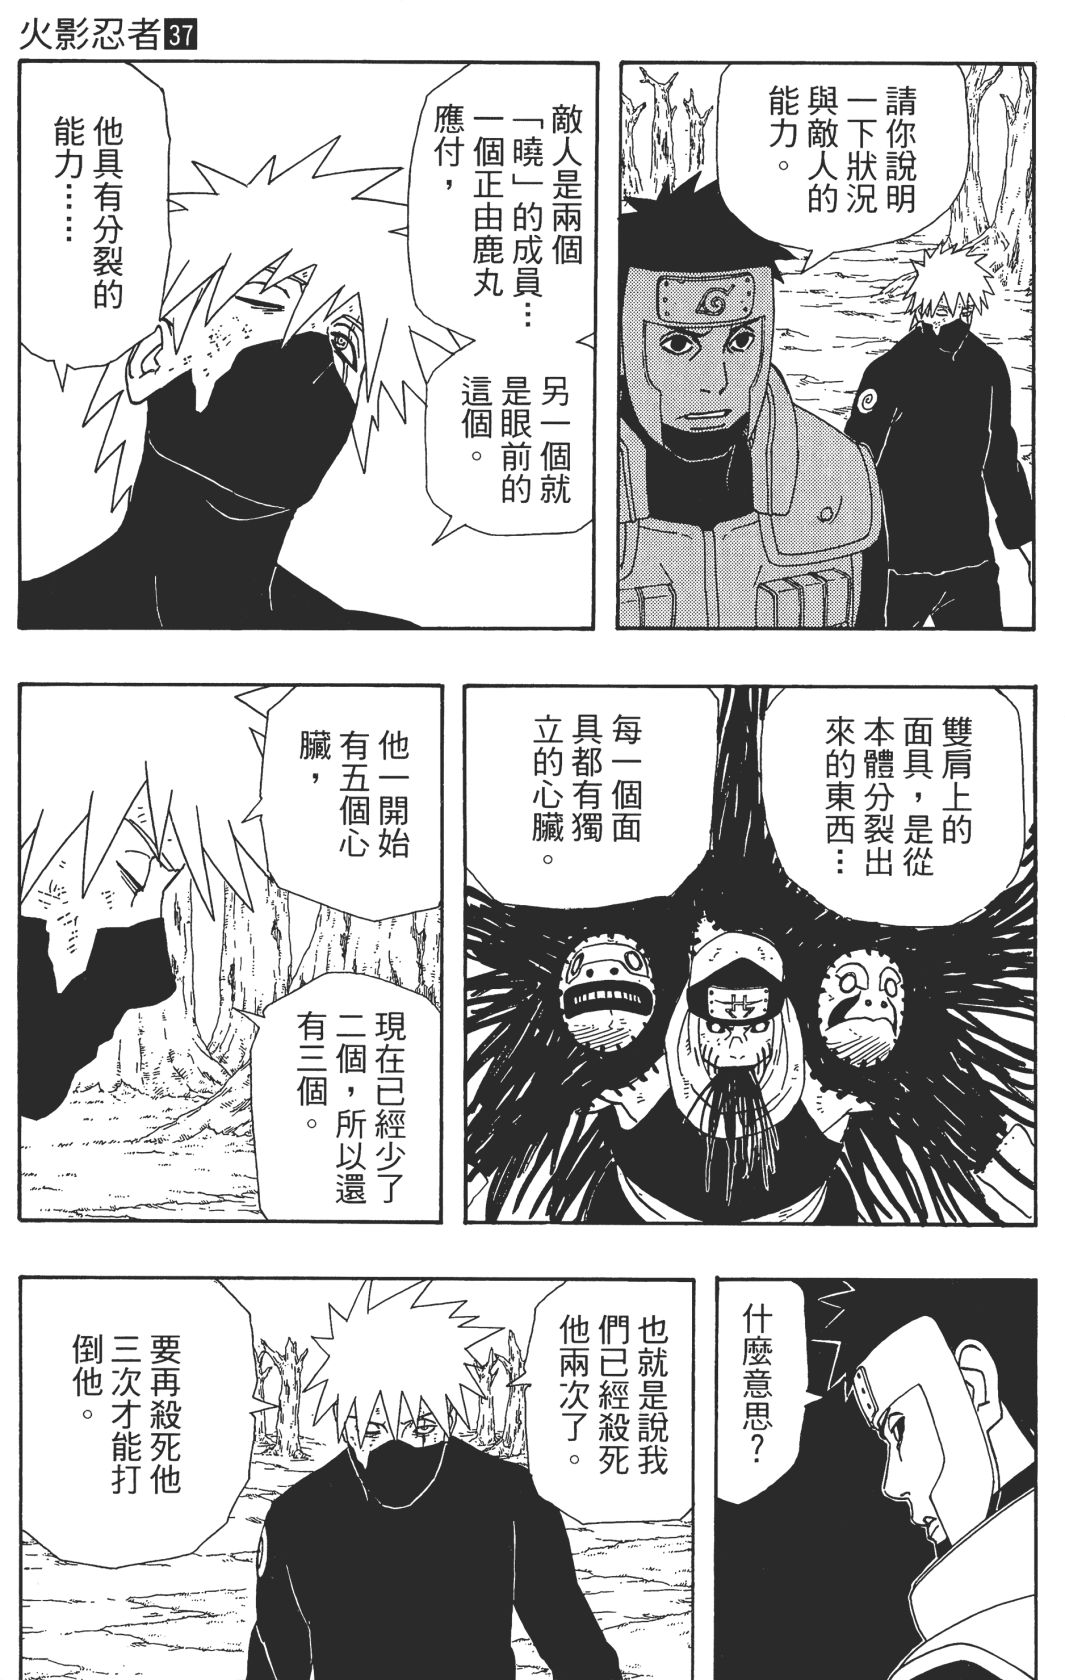 火影忍者37
請你說明
一下狀況
與敵人的
能力。
敵人是兩個
「曉」的成員…
一個正由鹿丸
應付，
另一個就
是眼前的
這個。
他具有分裂的
能力……
雙肩上的
面具，是從
本體分裂出
來的東西…
每一個面
具都有獨
立的心臟。
他一開始
有五個心
臟，
現在已經少了
二個，所以還
有三個。
什麼意思？
也就是說我
們已經殺死
他兩次了。
要再殺死他
三次才能打
倒他。